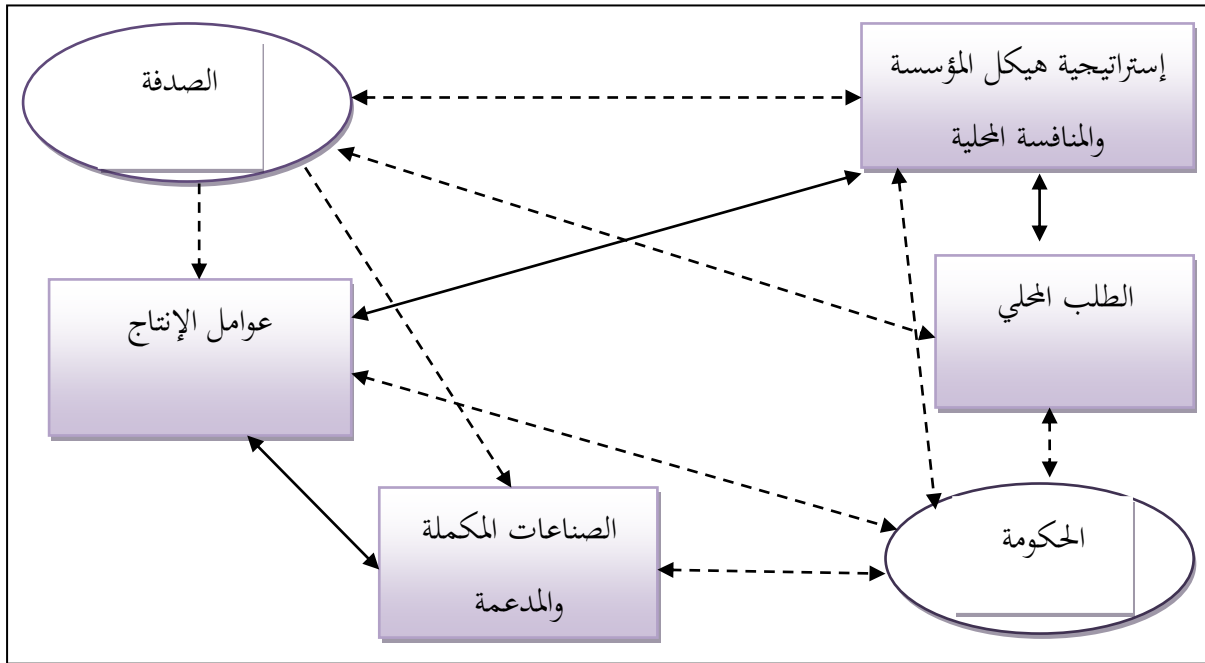 إستراتيجية هيكل المؤسسة
والمنافسة المحلية
الصدفة
الطلب المحلي
عوامل الإنتاج
الصناعات المكملة
والمدعمة
الحكومة